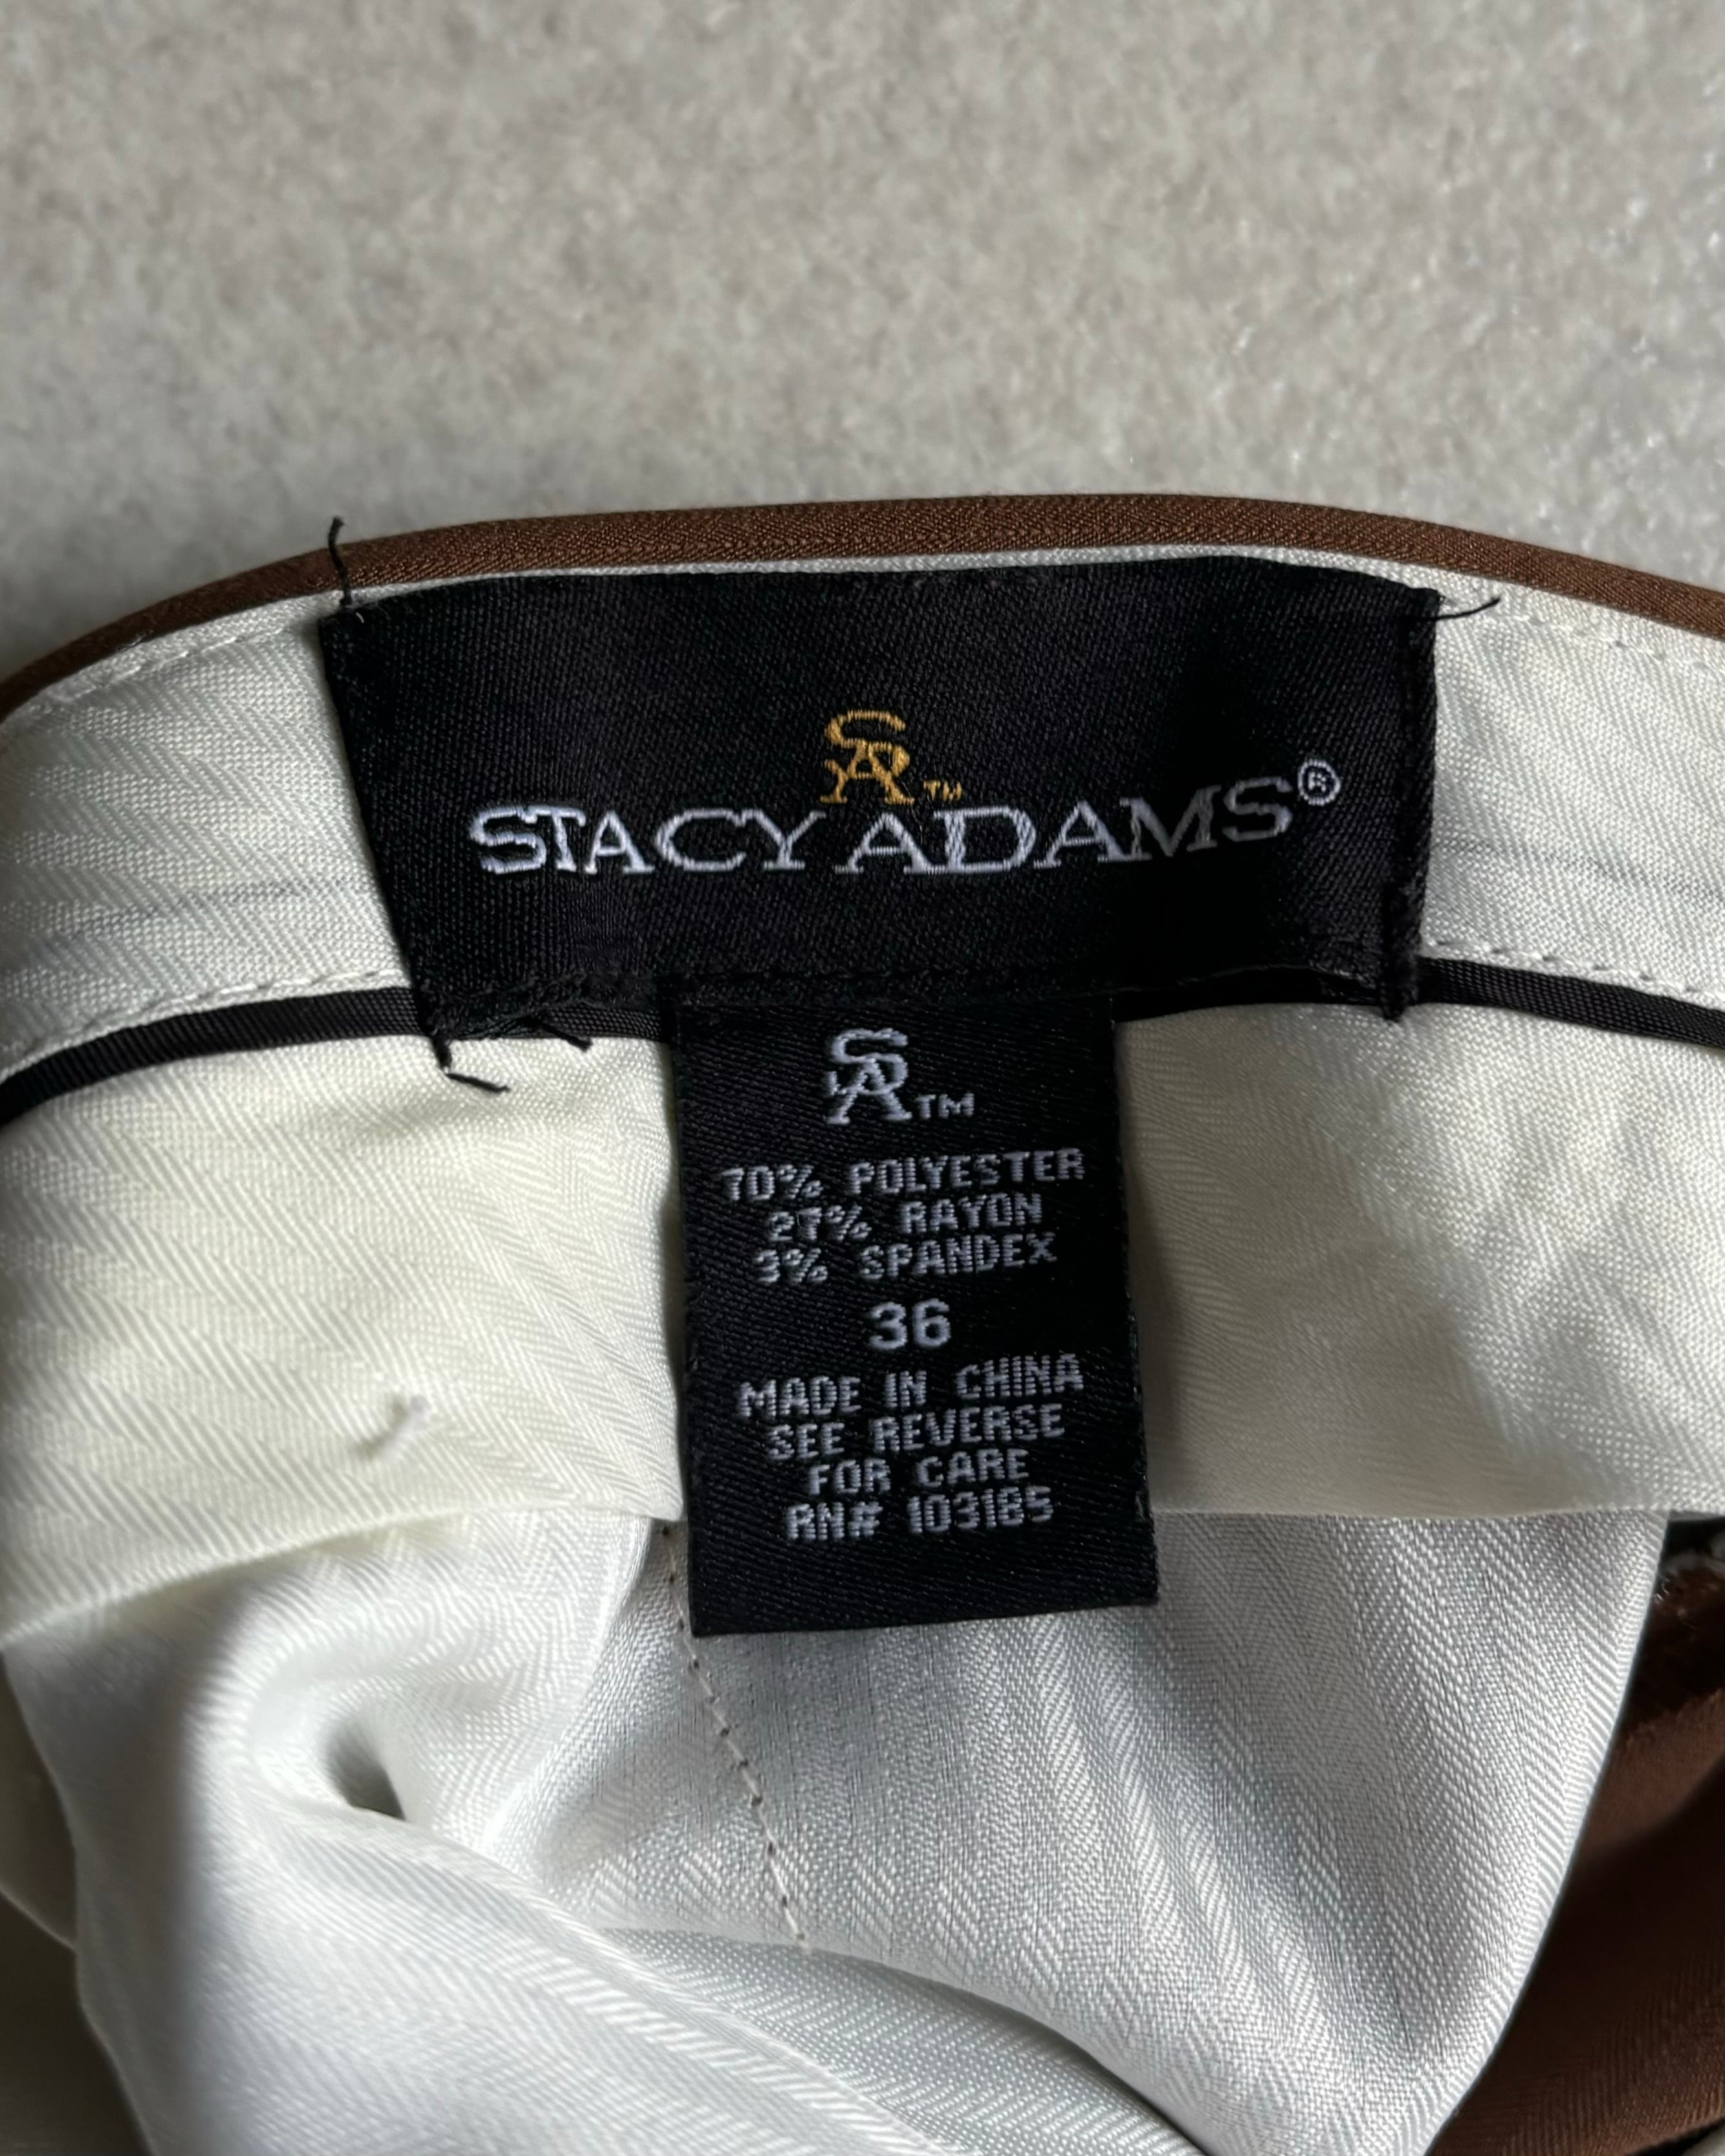 SA™
STACY ADAMS®
SA™
70% POLYESTER
27% RAYON
3% SPANDEX
36
MADE IN CHINA
SEE REVERSE
FOR CARE
RN# 103185